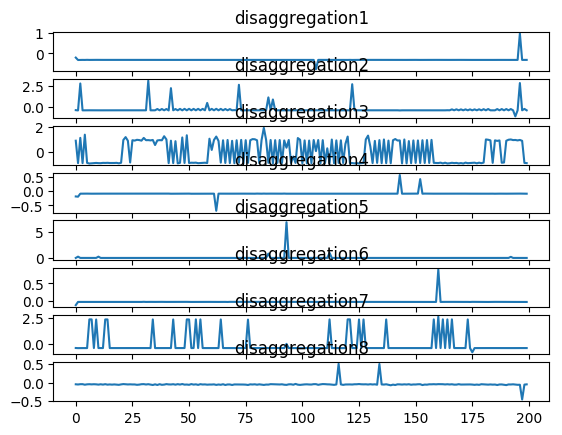 disaggregation1
1
0
disaggregation2
2.5
0.0
disaggregation3
2
0
disaggregation4
0.5
0.0
−0.5
disaggregation5
5
0
disaggregation6
0.5
0.0
disaggregation7
2.5
0.0
disaggregation8
0.5
0.0
−0.5
0 25 50 75 100 125 150 175 200